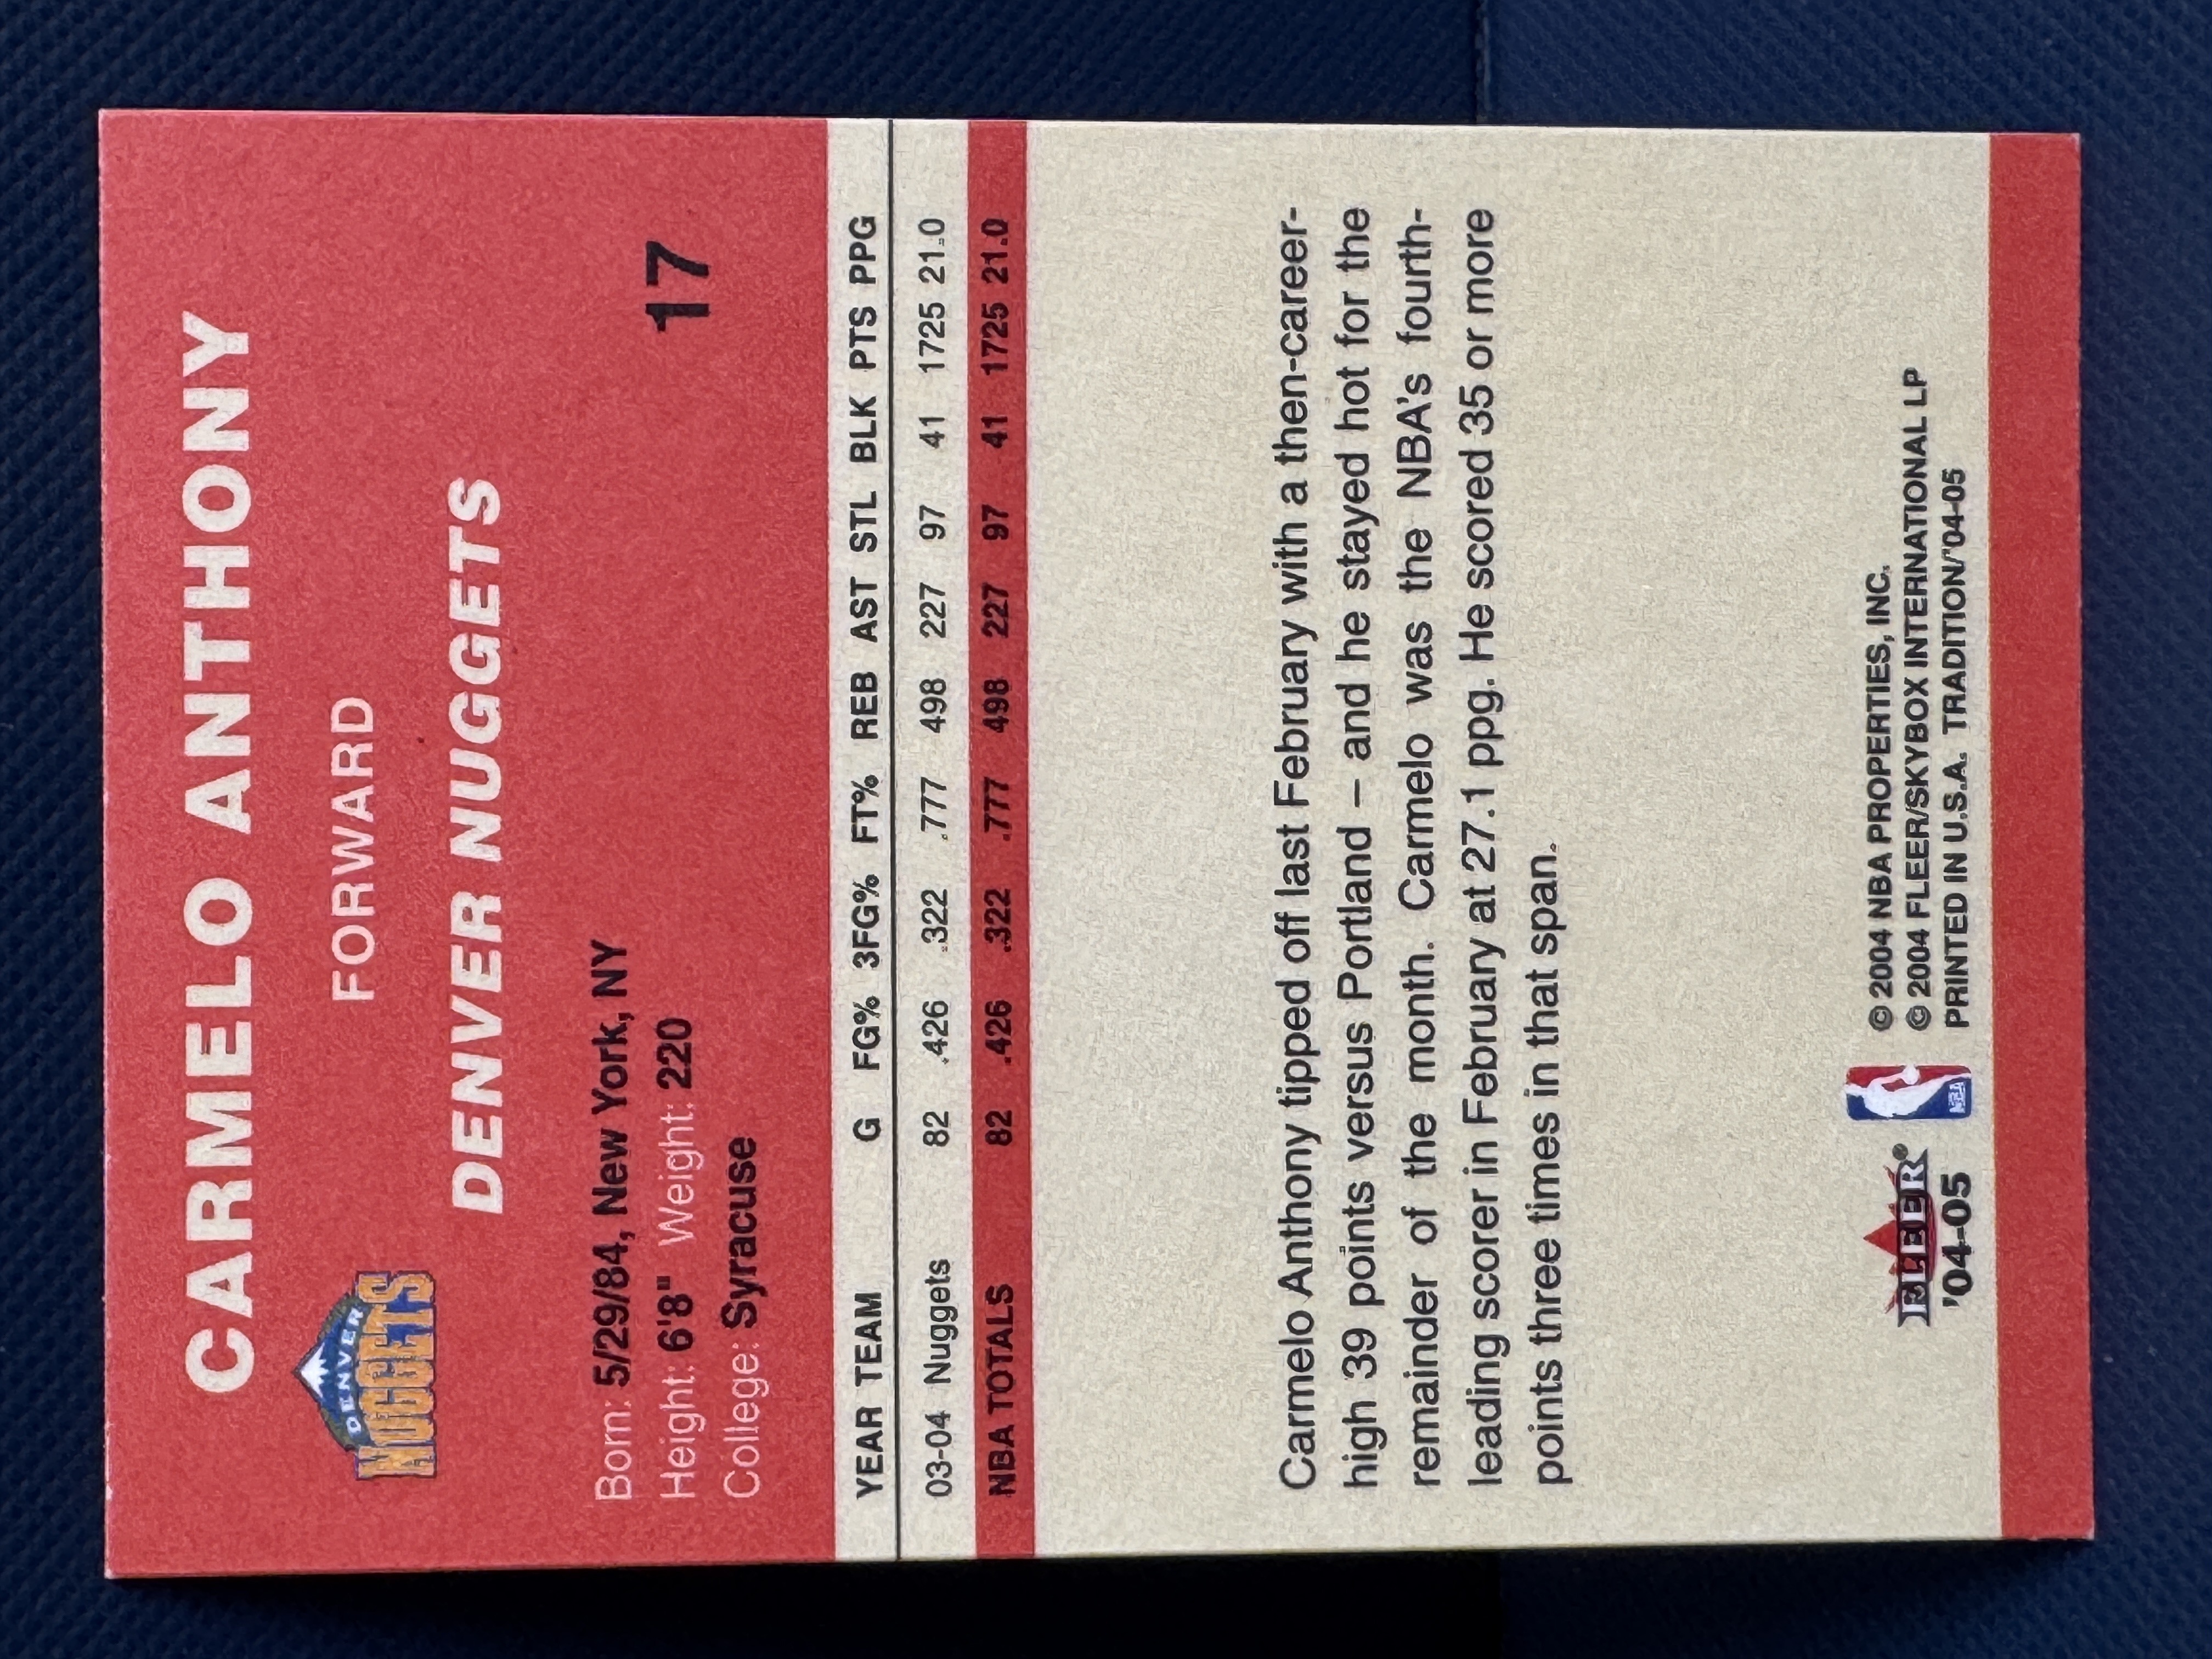 CARMELO ANTHONY
DENVER
NUGGETS
FORWARD
DENVER NUGGETS
Born: 5/29/84, New York, NY
Height: 6'8" Weight: 220
17
College: Syracuse
YEAR TEAM G FG% 3FG% FT% REB AST STL BLK PTS PPG
03-04 Nuggets 82 .426 .322 .777 498 227 97 41 1725 21.0
NBA TOTALS 82 .426 .322 .777 498 227 97 41 1725 21.0
Carmelo Anthony tipped off last February with a then-career-
high 39 points versus Portland – and he stayed hot for the
remainder of the month. Carmelo was the NBA's fourth-
leading scorer in February at 27.1 ppg. He scored 35 or more
points three times in that span.
FLEER®
'04-05
NBA
© 2004 NBA PROPERTIES, INC.
© 2004 FLEER/SKYBOX INTERNATIONAL LP
PRINTED IN U.S.A. TRADITION/'04-05